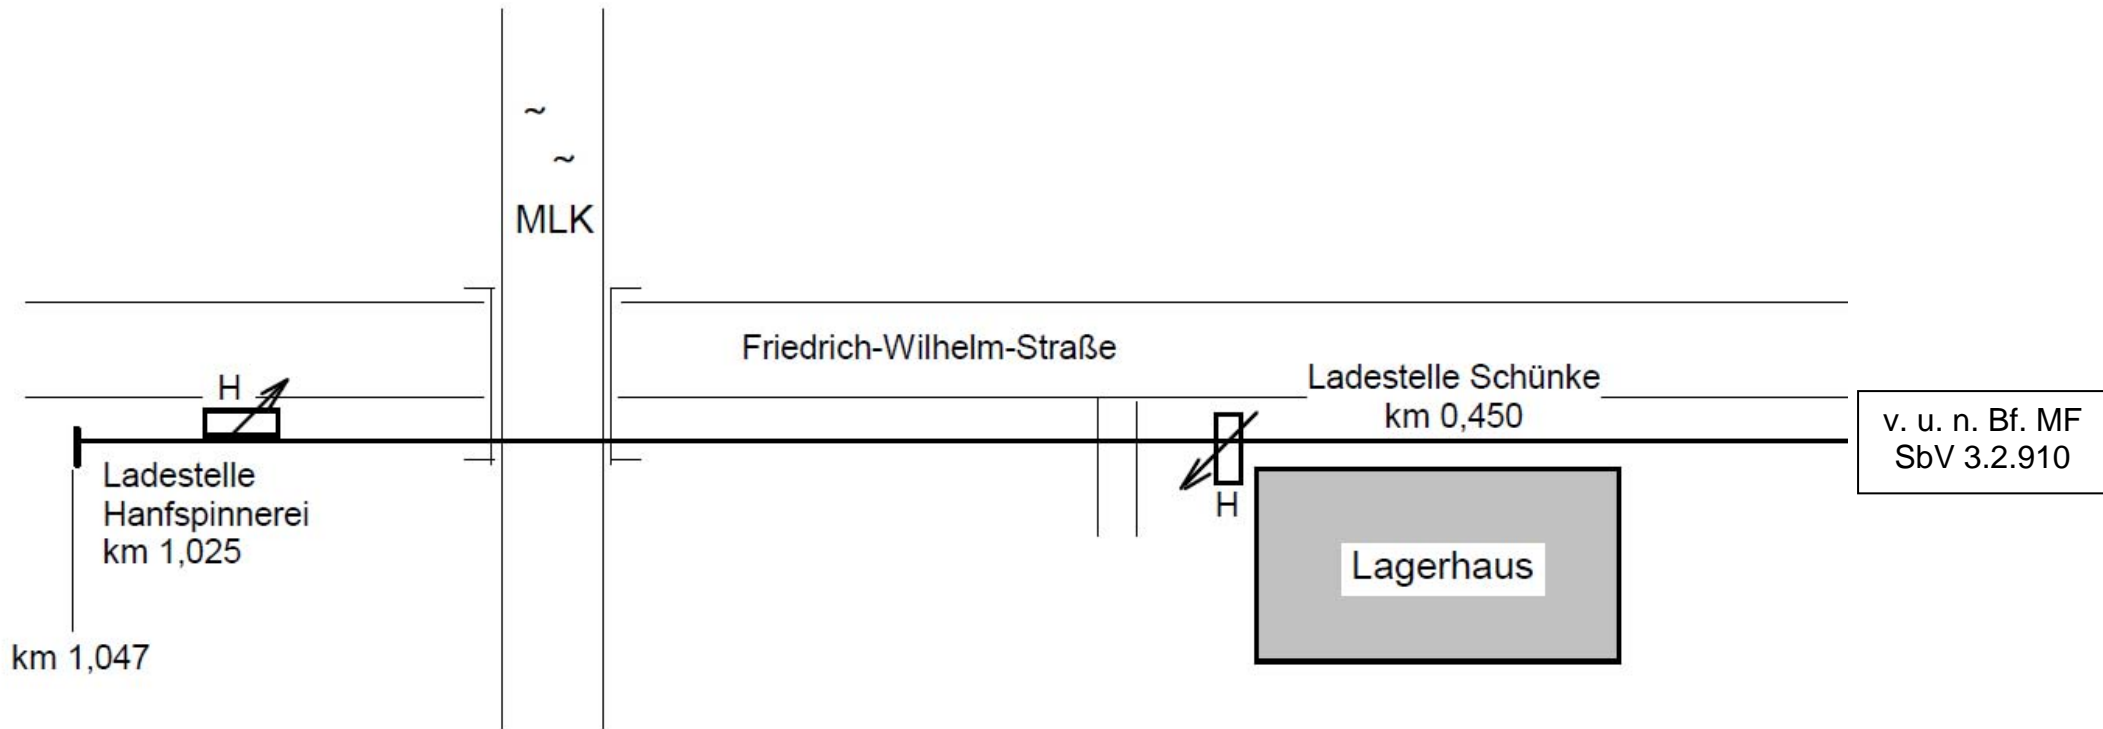 ~
~
MLK
Friedrich-Wilhelm-Straße
H
Ladestelle Schünke
km 0,450
v. u. n. Bf. MF
SbV 3.2.910
Ladestelle
Hanfspinnerei
km 1,025
H
Lagerhaus
km 1,047